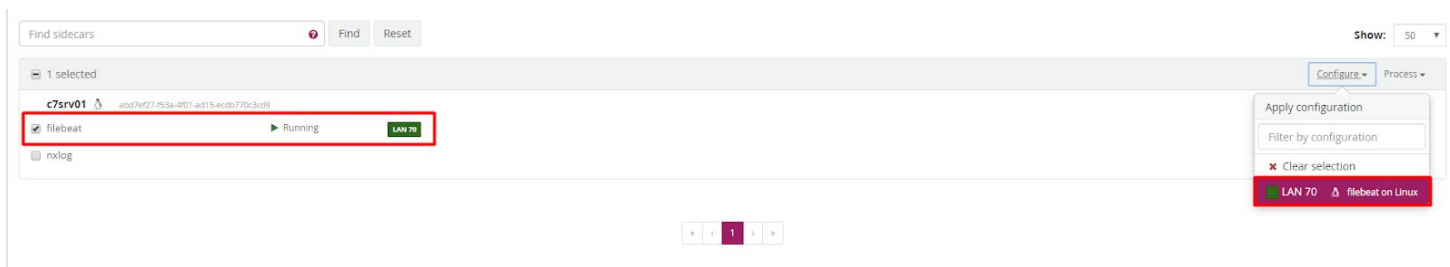 Find sidecars Find Reset Show: 50
1 selected Configure Process
c7srv01 abd7ef27-f53a-4f01-ad15-ecdb770c3cd9
Apply configuration
filebeat Running LAN 70
Filter by configuration
nxlog
Clear selection
LAN 70 filebeat on Linux
« ‹ 1 › »